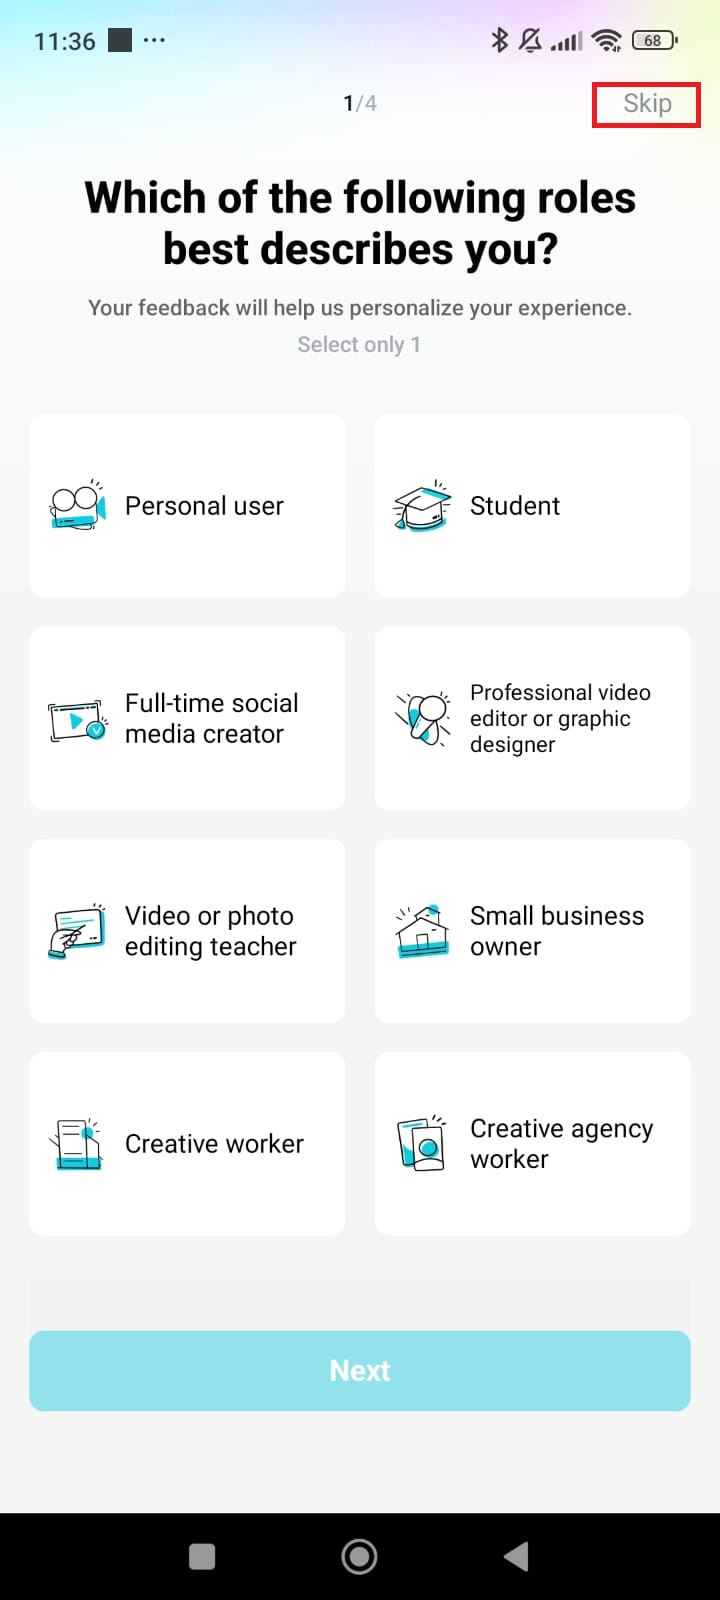 11:36
68
1/4
Skip
Which of the following roles
best describes you?
Your feedback will help us personalize your experience.
Select only 1
Personal user
Student
Full-time social
media creator
Professional video
editor or graphic
designer
Video or photo
editing teacher
Small business
owner
Creative worker
Creative agency
worker
Next